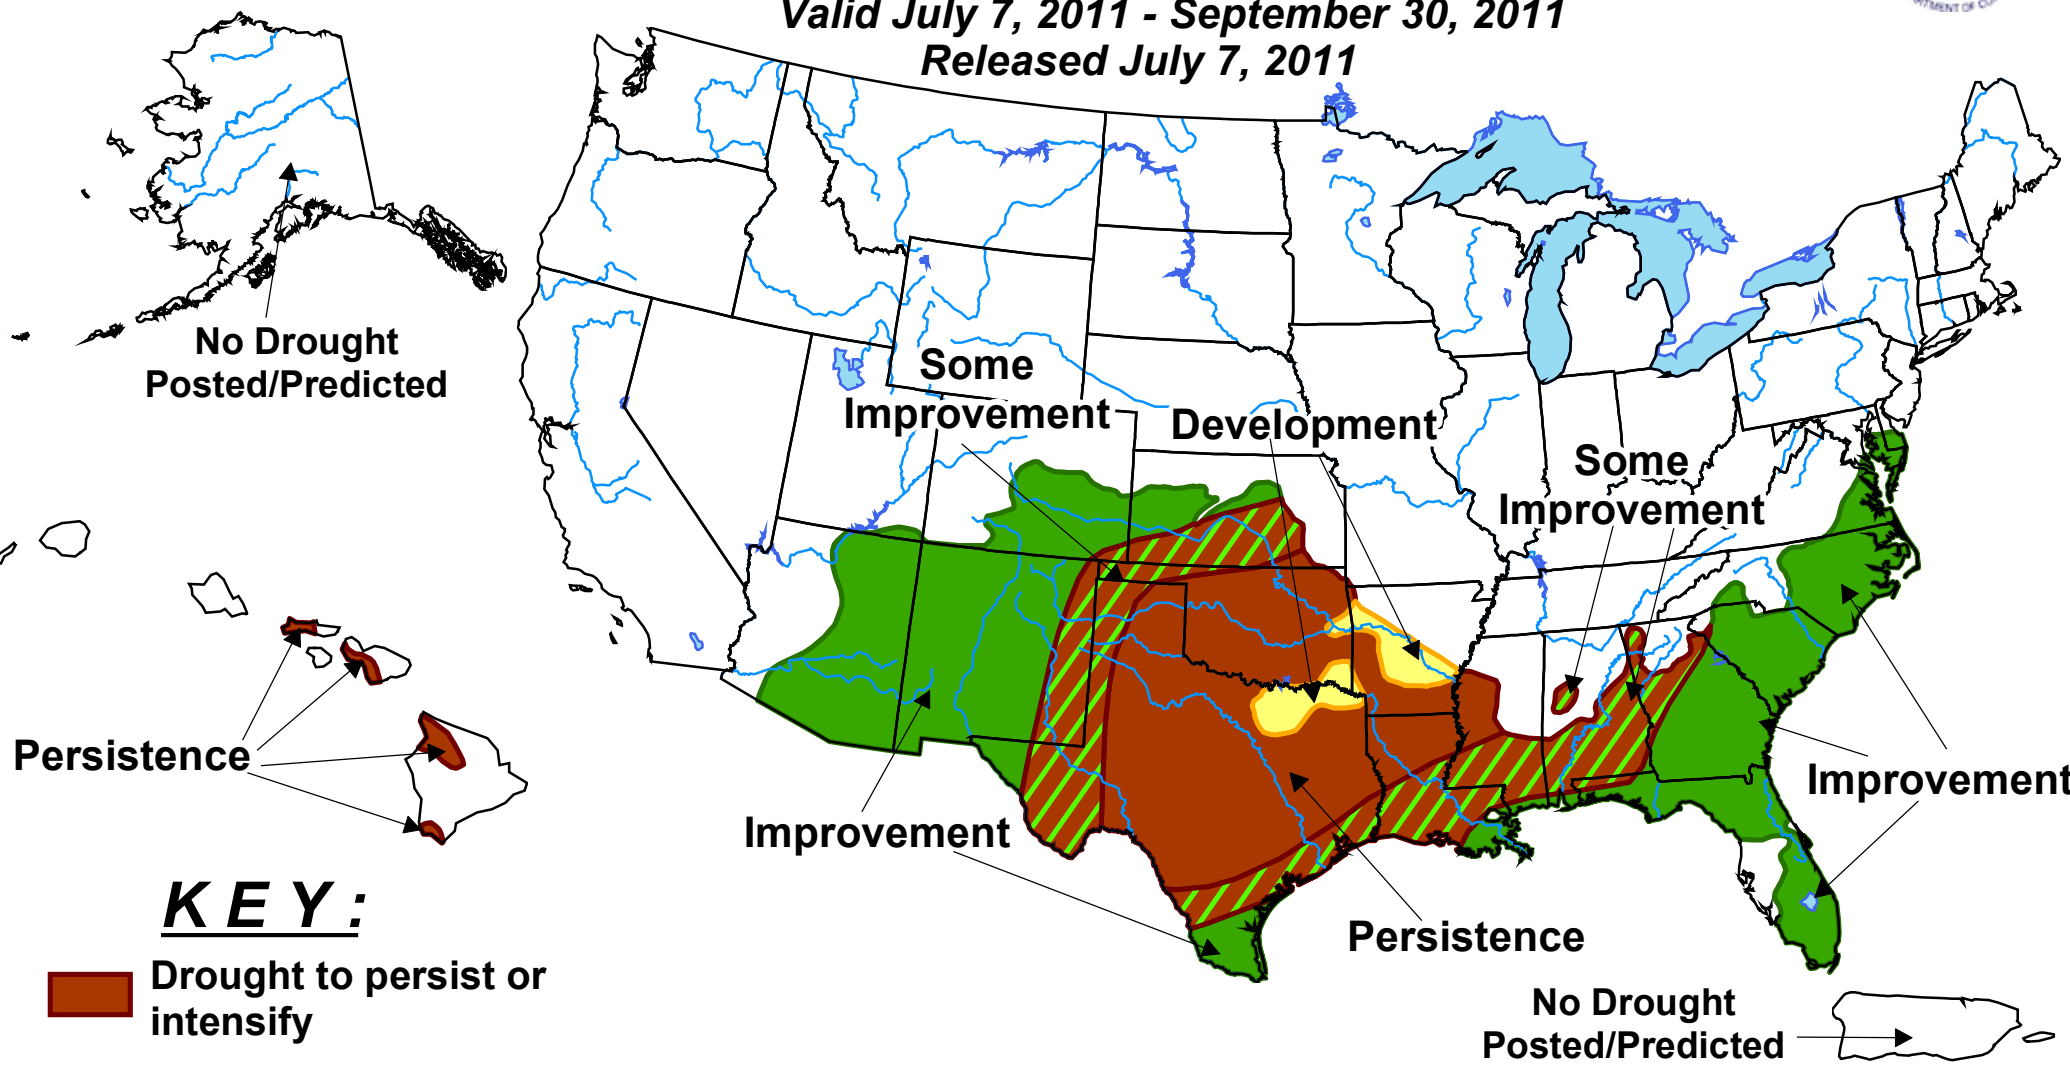 Valid July 7, 2011 - September 30, 2011
Released July 7, 2011
No Drought
Posted/Predicted
Some
Improvement
Development
Some
Improvement
Persistence
Improvement
Improvement
Persistence
KEY:
Drought to persist or
intensify
No Drought
Posted/Predicted